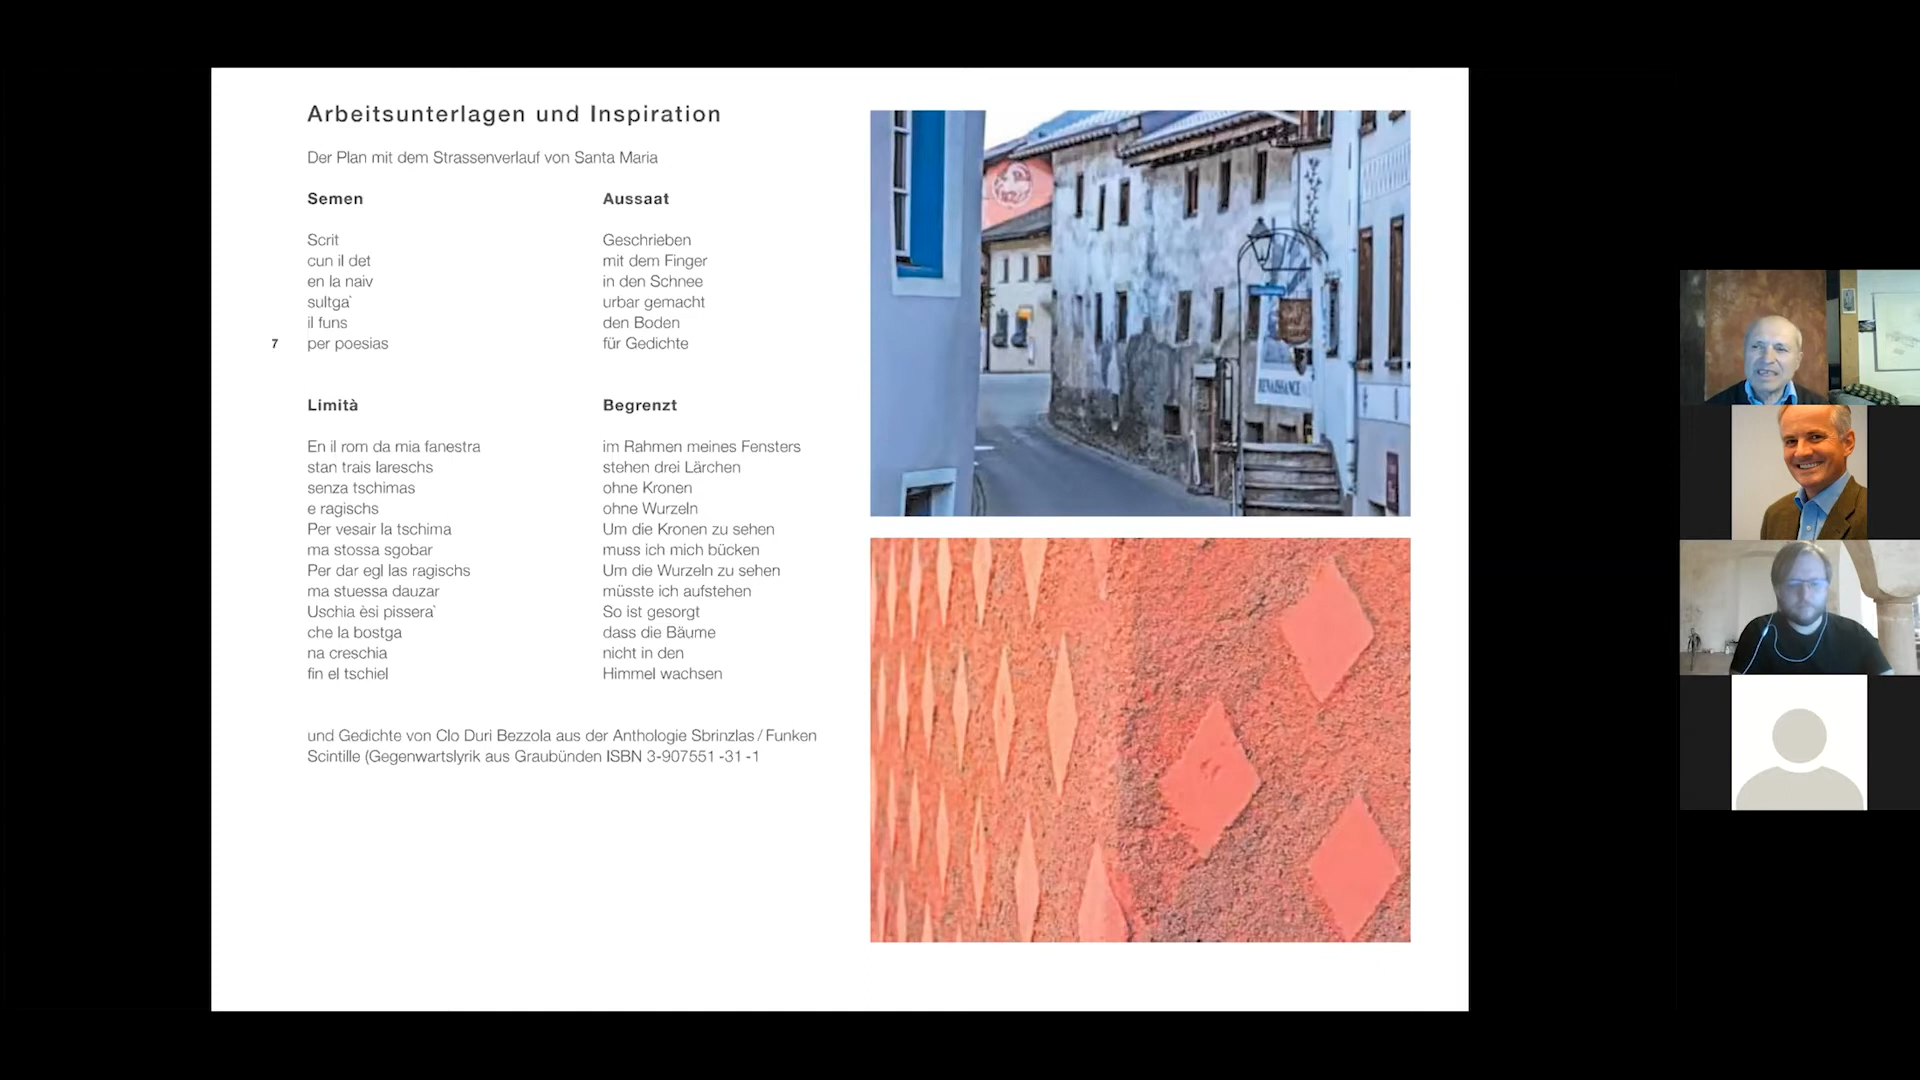 Arbeitsunterlagen und Inspiration
Der Plan mit dem Strassenverlauf von Santa Maria
Semen
Scrit
cun il det
en la naiv
sultga`
il funs
7
per poesias
Aussaat
Geschrieben
mit dem Finger
in den Schnee
urbar gemacht
den Boden
für Gedichte
Limità
En il rom da mia fanestra
stan trais lareschs
senza tschimas
e ragischs
Per vesair la tschima
ma stossa sgobar
Per dar egl las ragischs
ma stuessa dauzar
Uschia èsi pissera`
che la bostga
na creschia
fin el tschiel
Begrenzt
im Rahmen meines Fensters
stehen drei Lärchen
ohne Kronen
ohne Wurzeln
Um die Kronen zu sehen
muss ich mich bücken
Um die Wurzeln zu sehen
müsste ich aufstehen
So ist gesorgt
dass die Bäume
nicht in den
Himmel wachsen
und Gedichte von Clo Duri Bezzola aus der Anthologie Sbrinzlas / Funken
Scintille (Gegenwartslyrik aus Graubünden ISBN 3-907551 -31 -1
RENAISSANCE